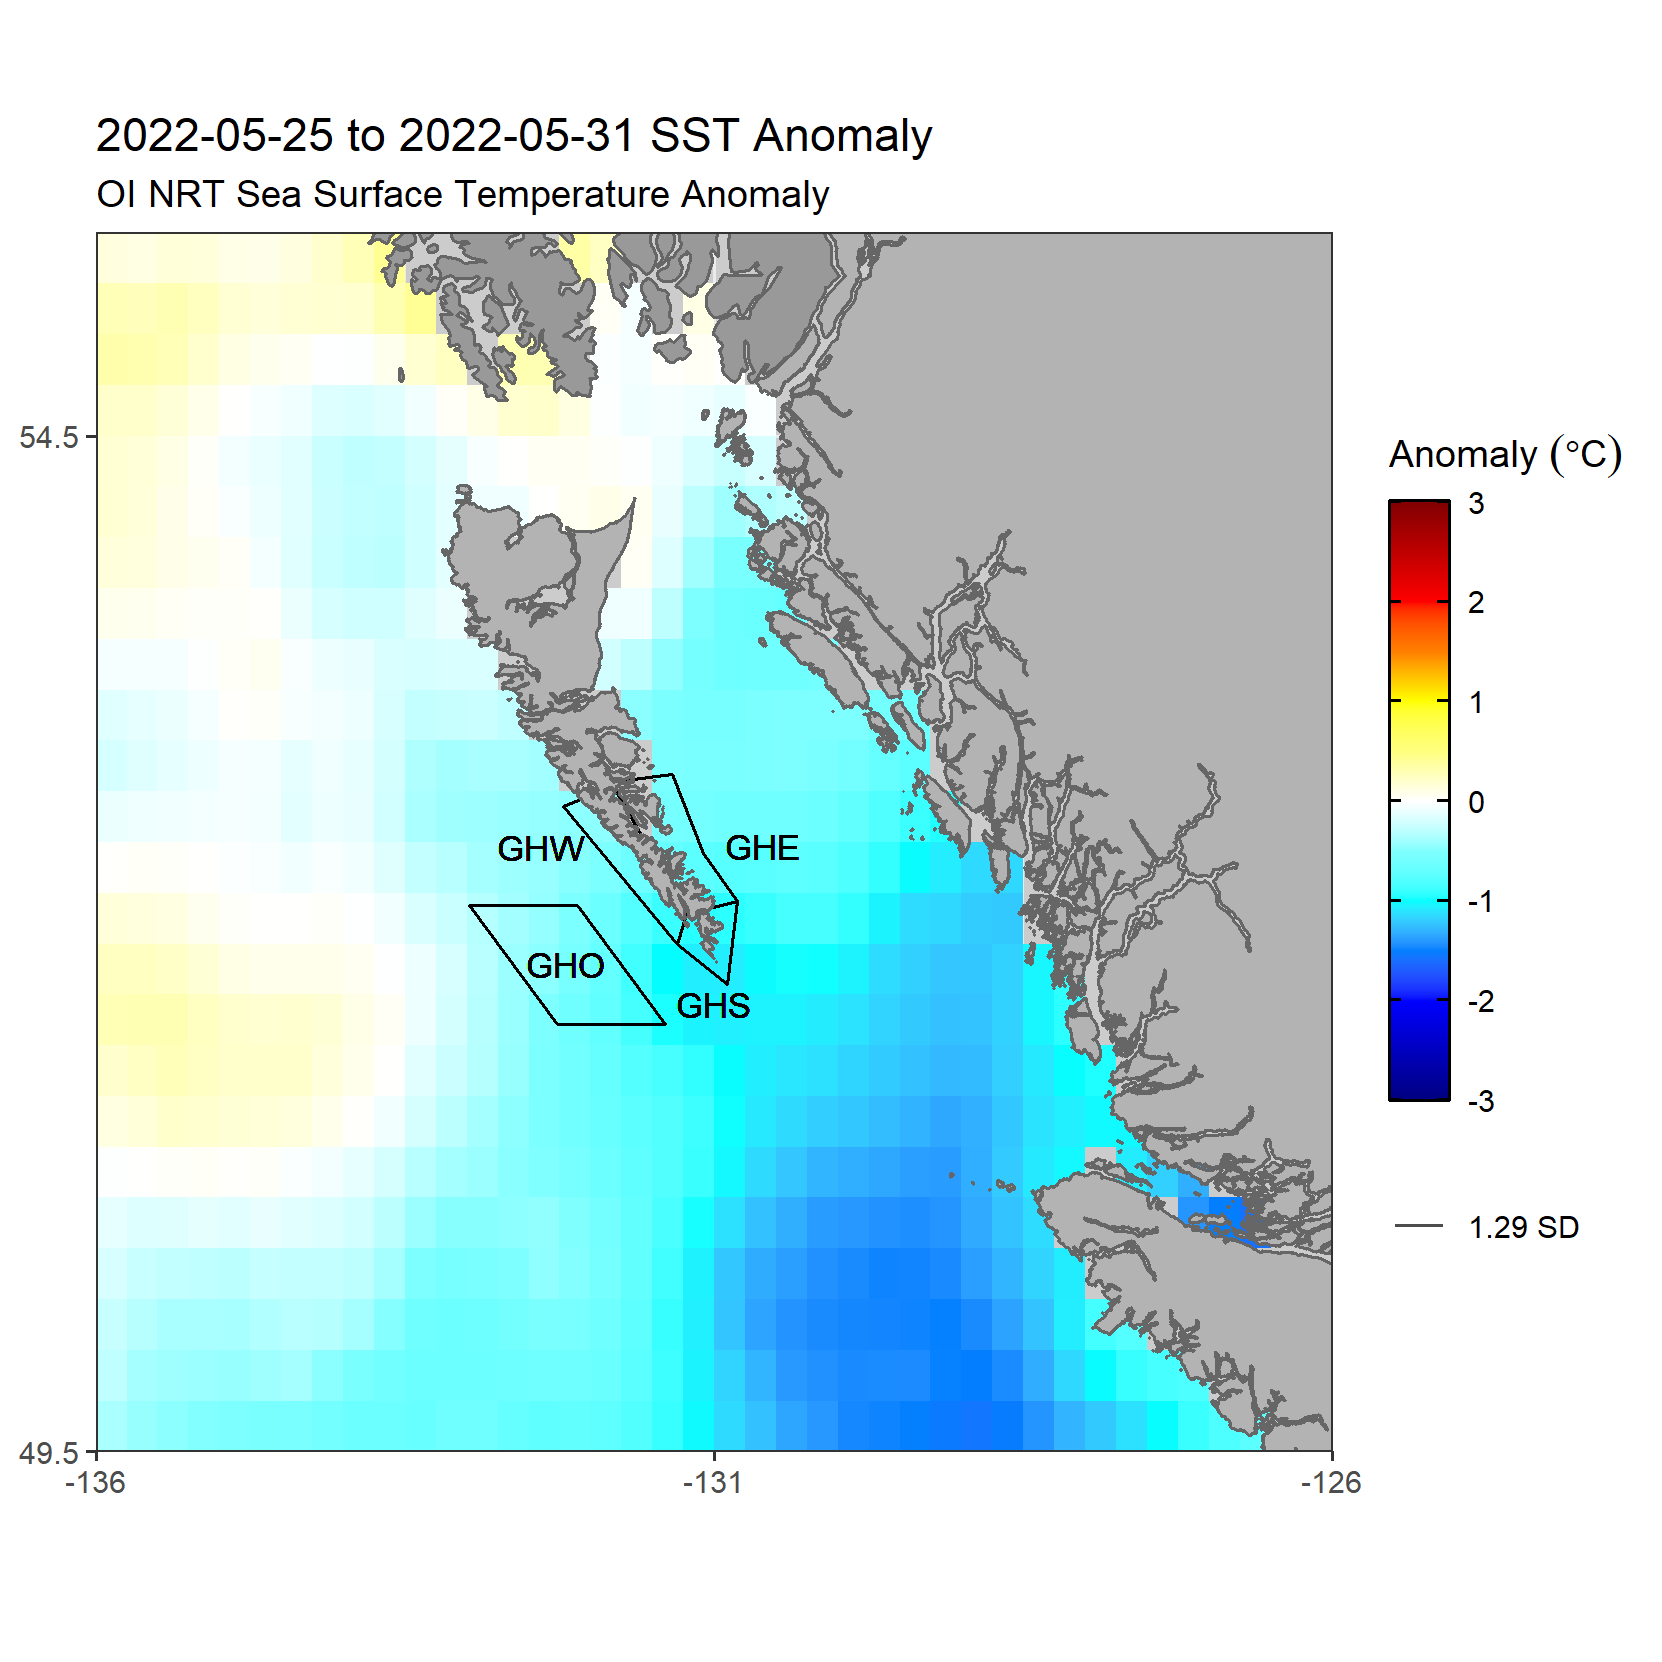 2022-05-25 to 2022-05-31 SST Anomaly
OI NRT Sea Surface Temperature Anomaly
54.5
49.5
-136
-131
-126
GHW
GHE
GHO
GHS
Anomaly (°C)
3
2
1
0
-1
-2
-3
1.29 SD